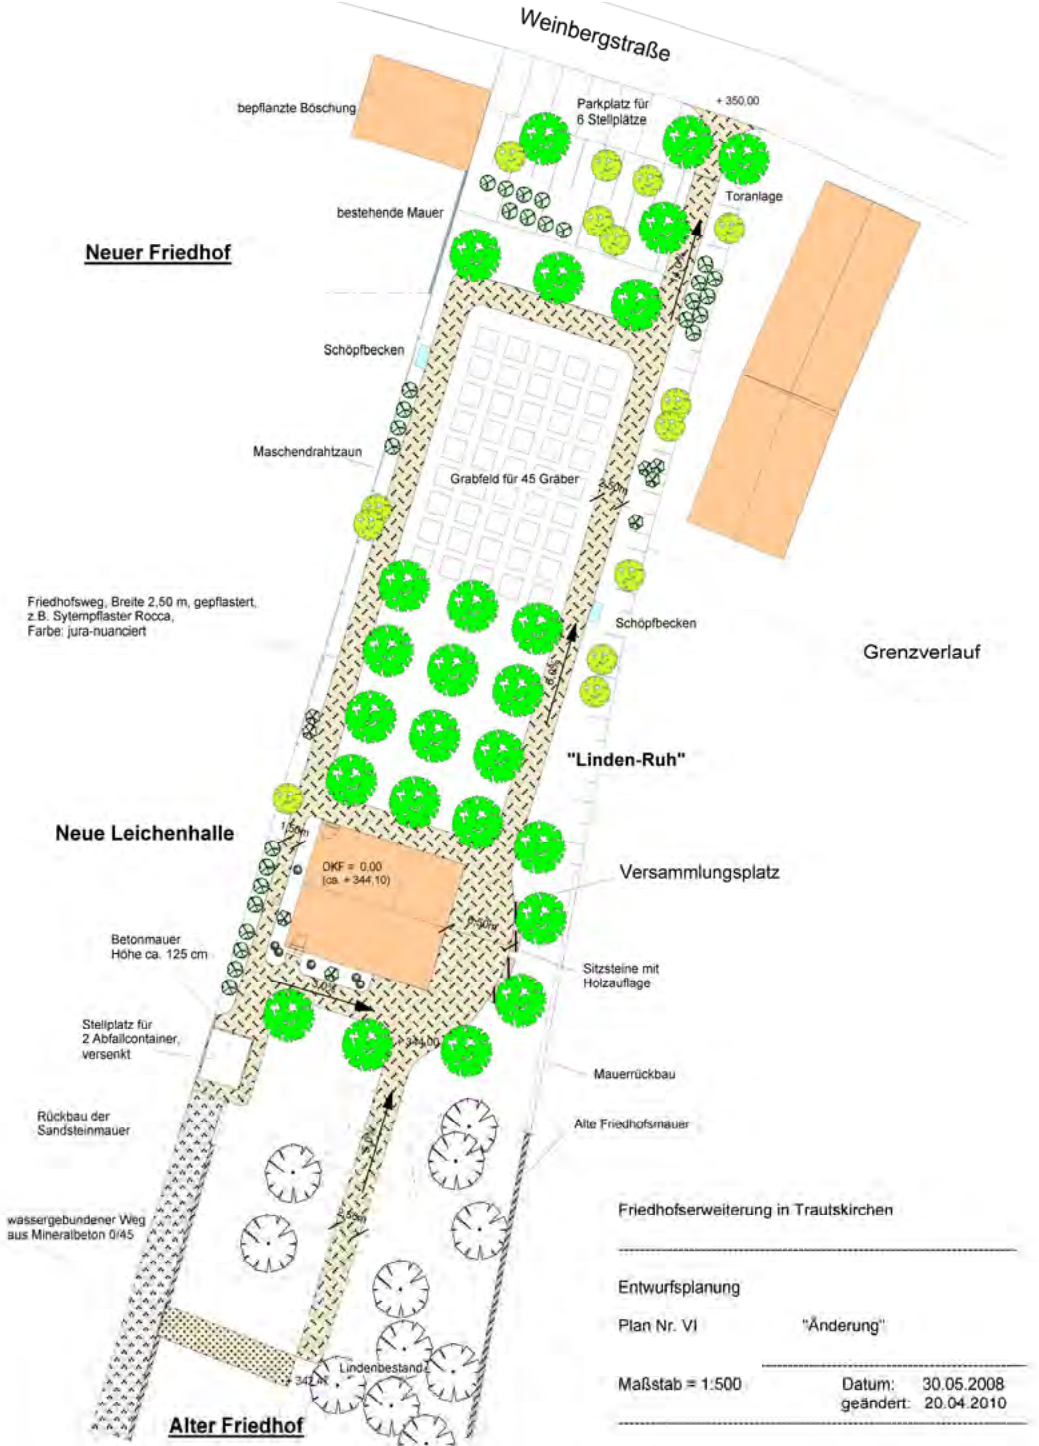 Weinbergstraße
+ 350,00
bepflanzte Böschung
Parkplatz für
6 Stellplätze
Toranlage
bestehende Mauer
Neuer Friedhof
Schöpfbecken
Maschendrahtzaun
Grabfeld für 45 Gräber
2,50m
Friedhofsweg, Breite 2,50 m, gepflastert,
z.B. Sytempflaster Rocca,
Farbe: jura-nuanciert
Schöpfbecken
Grenzverlauf
"Linden-Ruh"
Neue Leichenhalle
1,50m
OKF = 0.00
(ca. + 344.10)
Versammlungsplatz
Betonmauer
Höhe ca. 125 cm
Sitzsteine mit
Holzauflage
Stellplatz für
2 Abfallcontainer,
versenkt
344,00
Mauerrückbau
Rückbau der
Sandsteinmauer
Alte Friedhofsmauer
wassergebundener Weg
aus Mineralbeton 0/45
Friedhofserweiterung in Trautskirchen
Entwurfsplanung
Plan Nr. VI "Änderung"
Lindenbestand
Maßstab = 1:500
Datum: 30.05.2008
geändert: 20.04.2010
Alter Friedhof